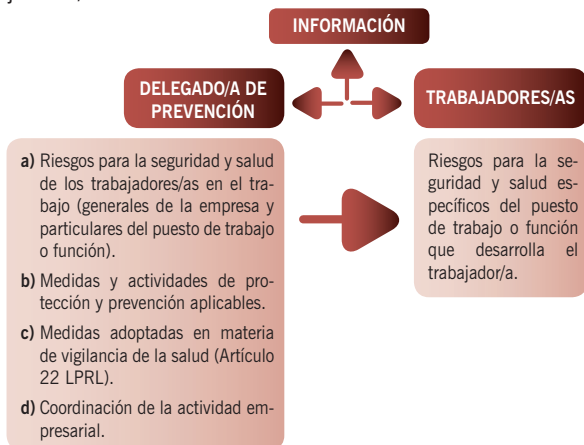 INFORMACIÓN
DELEGADO/A DE
PREVENCIÓN
TRABAJADORES/AS
a) Riesgos para la seguridad y salud
de los trabajadores/as en el tra-
bajo (generales de la empresa y
particulares del puesto de trabajo
o función).
b) Medidas y actividades de pro-
tección y prevención aplicables.
c) Medidas adoptadas en materia
de vigilancia de la salud (Artículo
22 LPRL).
d) Coordinación de la actividad em-
presarial.
Riesgos para la se-
guridad y salud es-
pecíficos del puesto
de trabajo o función
que desarrolla el
trabajador/a.